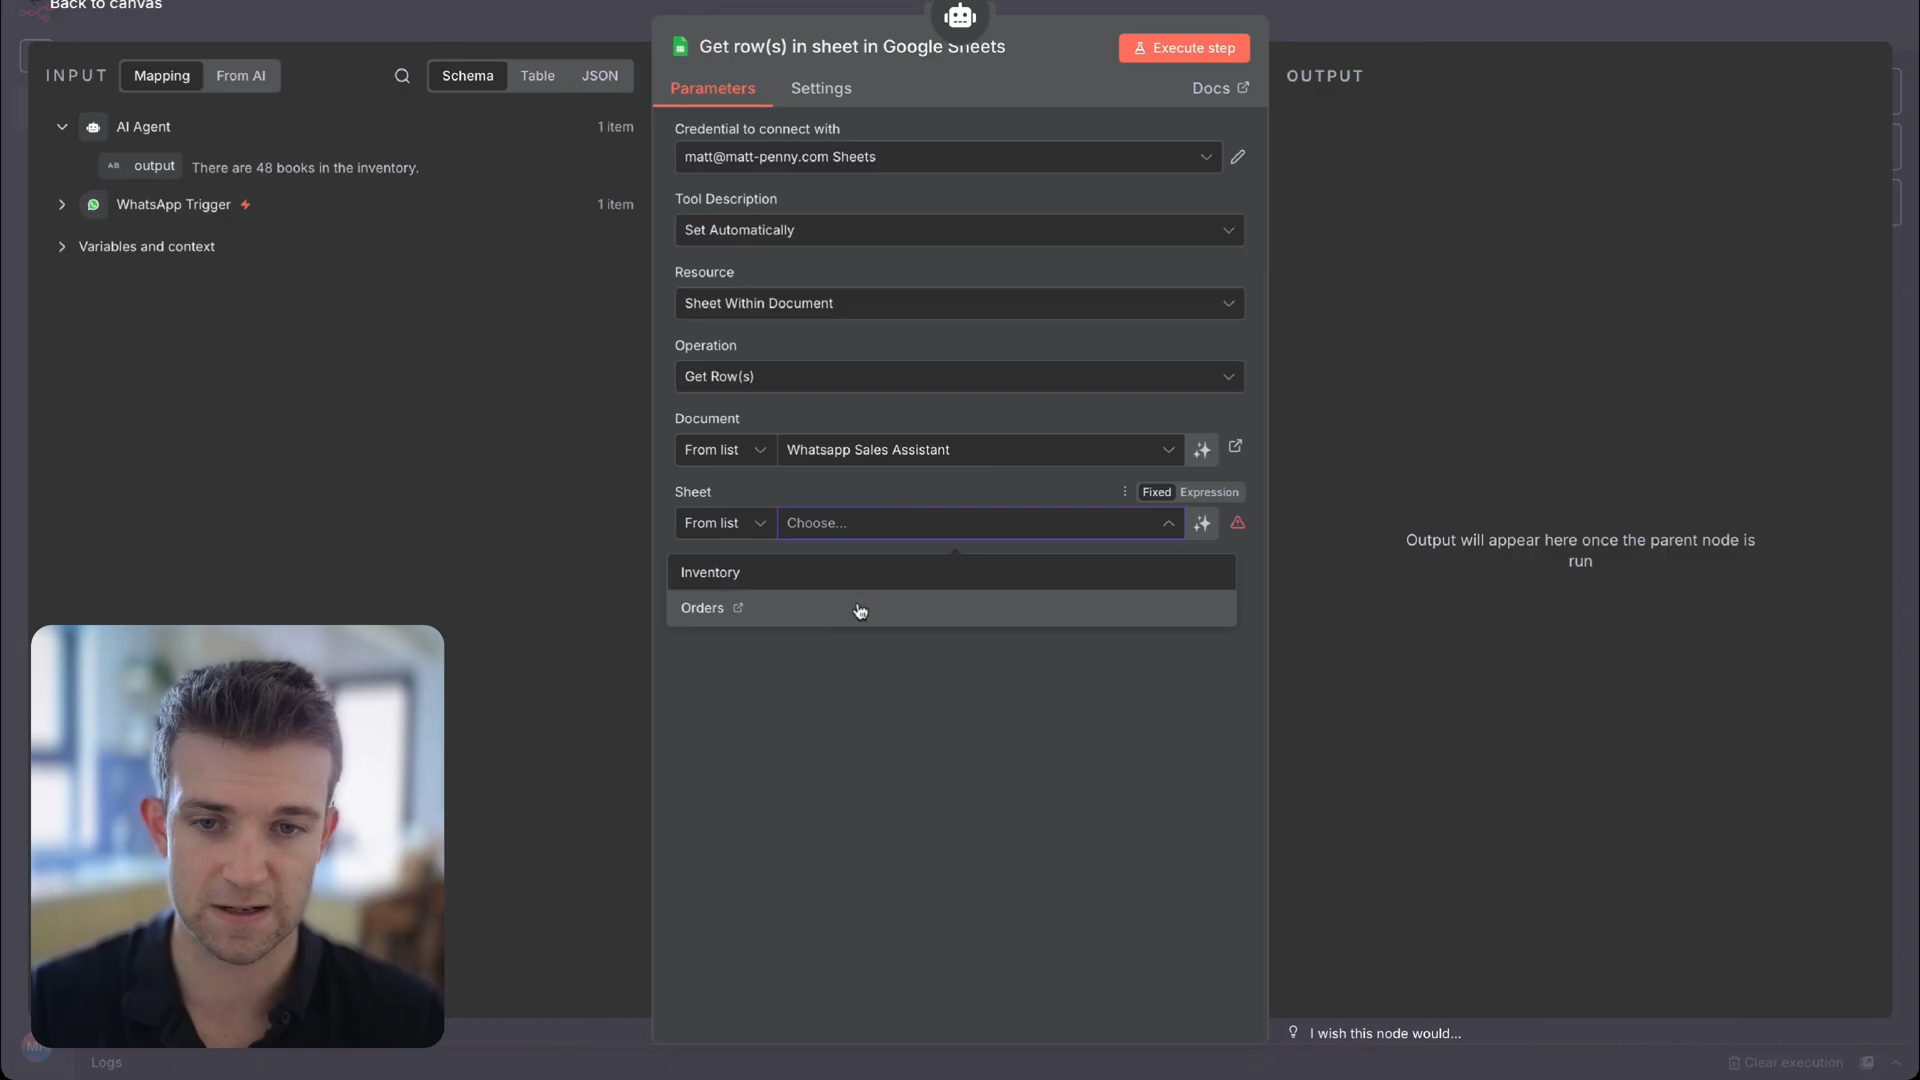 Back to canvas
INPUT
Mapping
From AI
Schema
Table
JSON
AI Agent
1 item
AB output There are 48 books in the inventory.
WhatsApp Trigger
1 item
Variables and context
Get row(s) in sheet in Google Sheets
Execute step
Parameters
Settings
Docs
Credential to connect with
matt@matt-penny.com Sheets
Tool Description
Set Automatically
Resource
Sheet Within Document
Operation
Get Row(s)
Document
From list
Whatsapp Sales Assistant
Sheet
Fixed
Expression
From list
Choose...
Inventory
Orders
OUTPUT
Output will appear here once the parent node is
run
I wish this node would...
Logs
Clear execution